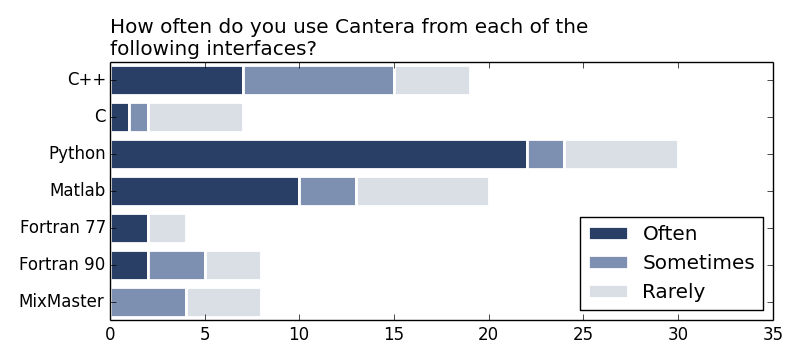 How often do you use Cantera from each of the
following interfaces?
C++
C
Python
Matlab
Fortran 77
Fortran 90
MixMaster
Often
Sometimes
Rarely
0 5 10 15 20 25 30 35